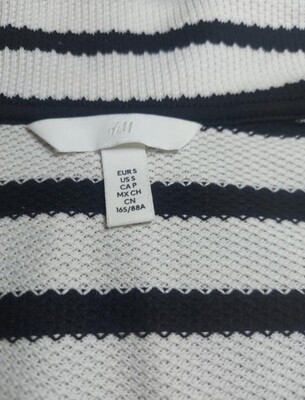 H&M
EUR S
US S
CA P
MX CH
CN
165/88A